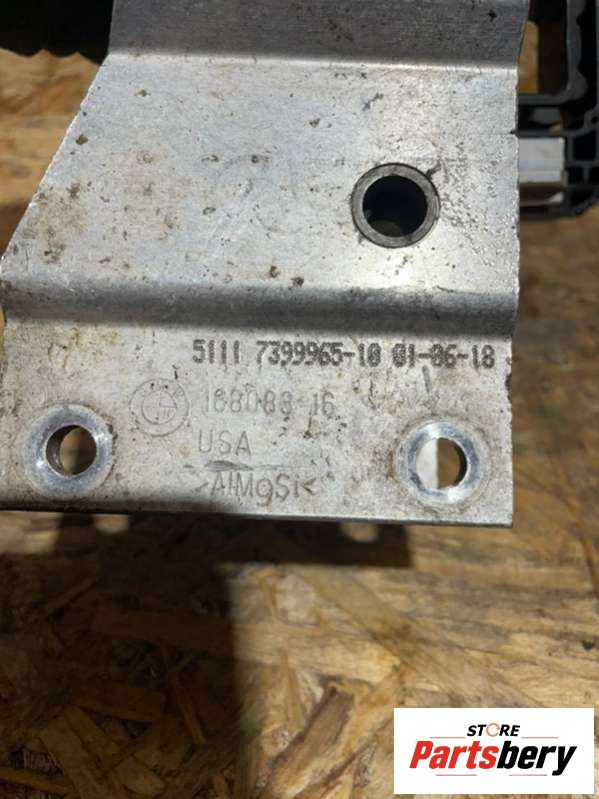 5111 7399965-10 01-06-18
188088-16
USA
>AlMgSi<
STORE
Partsbery